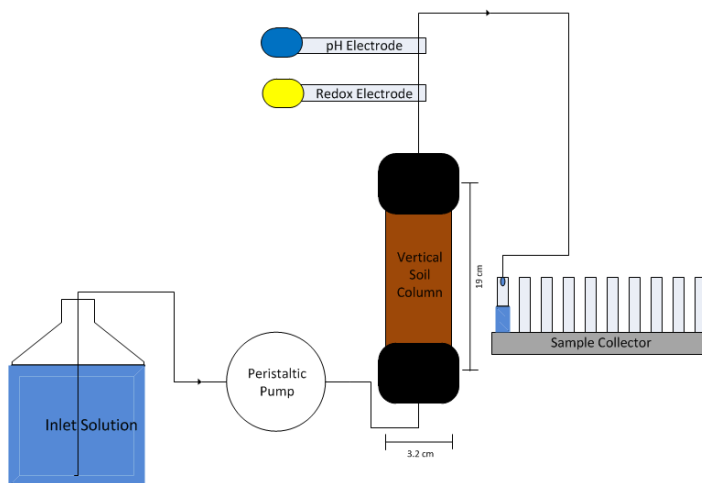 pH Electrode
Redox Electrode
Vertical
Soil
Column
19 cm
Sample Collector
Peristaltic
Pump
Inlet Solution
3.2 cm